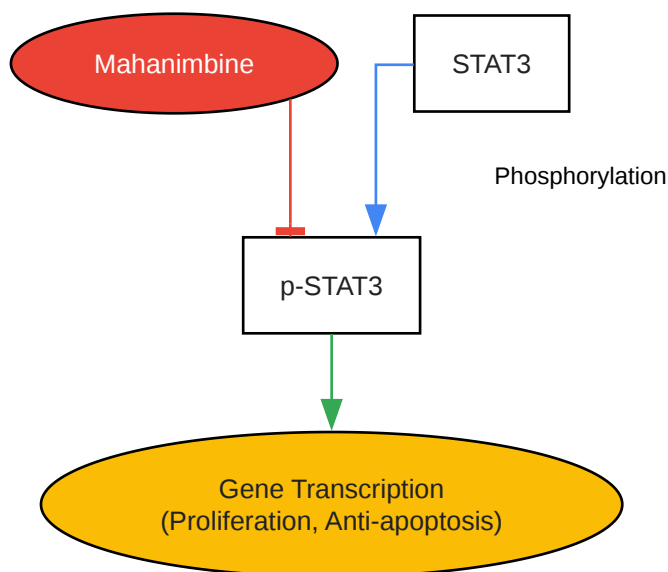 Mahanimbine
STAT3
Phosphorylation
p-STAT3
Gene Transcription
(Proliferation, Anti-apoptosis)